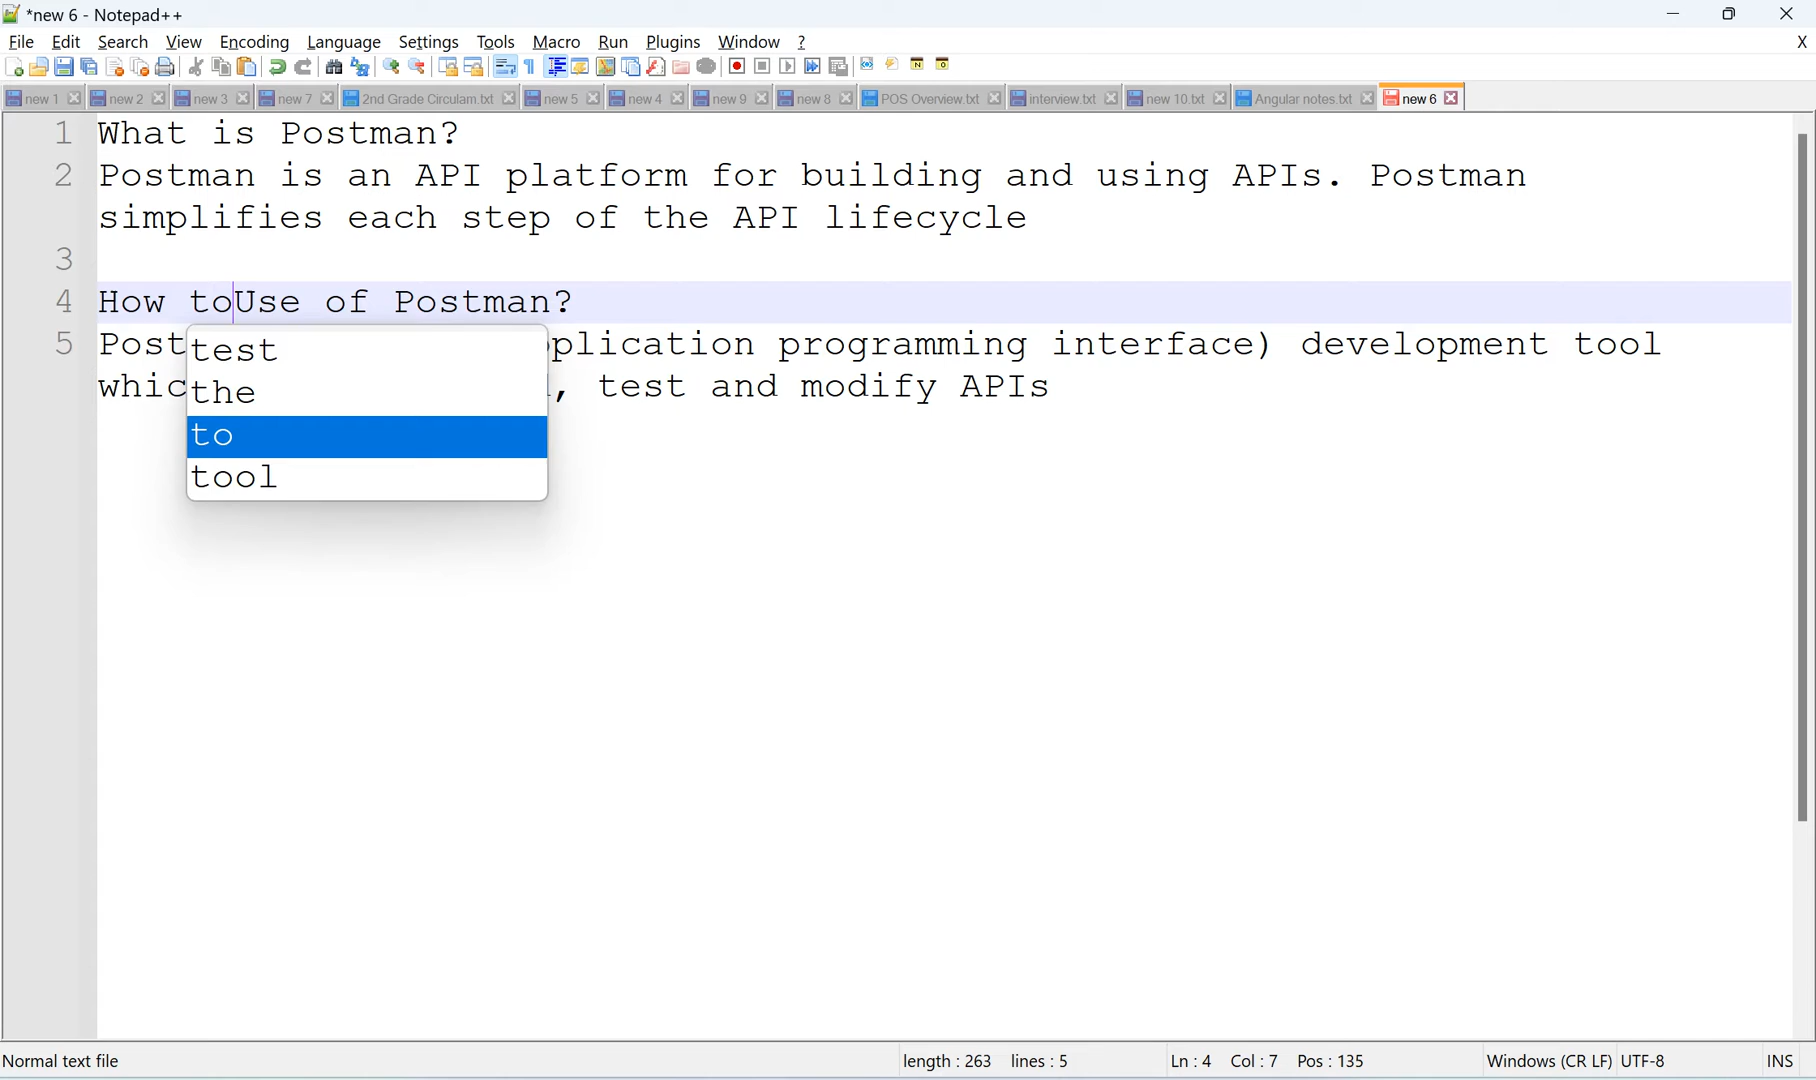 *new 6 - Notepad++
File Edit Search View Encoding Language Settings Tools Macro Run Plugins Window ? X
new 1 new 2 new 3 new 7 2nd Grade Circulam.txt new 5 new 4 new 9 new 8 POS Overview.txt interview.txt new 10.txt Angular notes.txt new 6
1 What is Postman?
2 Postman is an API platform for building and using APIs. Postman
simplifies each step of the API lifecycle
3
4 How toUse of Postman?
5 Post plication programming interface) development tool
whic , test and modify APIs
test
the
to
tool
Normal text file length : 263 lines : 5 Ln : 4 Col : 7 Pos : 135 Windows (CR LF) UTF-8 INS